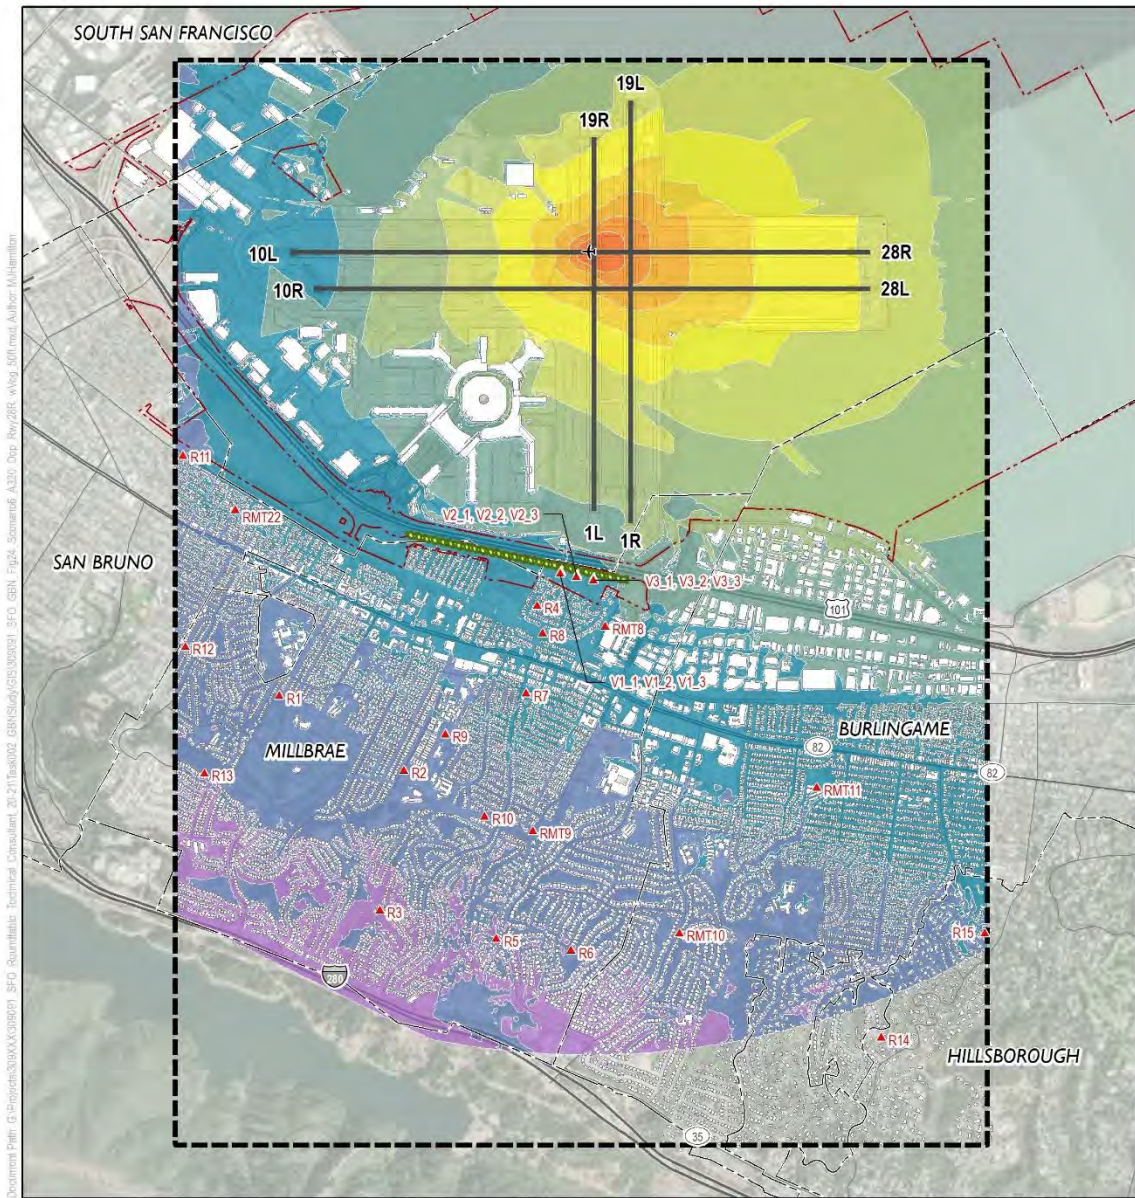 SOUTH SAN FRANCISCO
19L
19R
10L
28R
10R
28L
R11
V2_1, V2_2, V2_3
RMT22
1L
1R
SAN BRUNO
V3_1, V3_2, V3_3
R4
101
RMT8
R8
R12
V1_1, V1_2, V1_3
R1
R7
BURLINGAME
R9
82
MILLBRAE
R2
R13
82
RMT11
R10
RMT9
R3
RMT10
R15
R5
R6
280
R14
HILLSBOROUGH
35